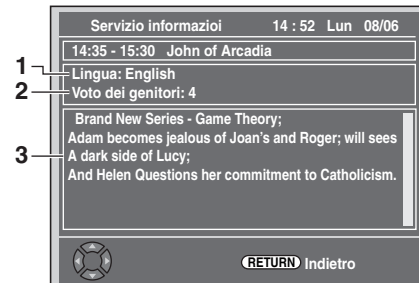 Servizio informazioi 14 : 52 Lun 08/06
14:35 - 15:30 John of Arcadia
1 Lingua: English
2 Voto dei genitori: 4
Brand New Series - Game Theory;
Adam becomes jealous of Joan's and Roger; will sees
3 A dark side of Lucy;
And Helen Questions her commitment to Catholicism.
RETURN Indietro